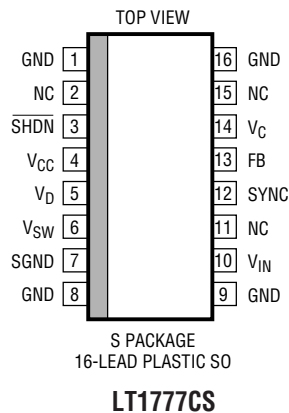 TOP VIEW
GND 1 16 GND
NC 2 15 NC
SHDN 3 14 VC
VCC 4 13 FB
VD 5 12 SYNC
VSW 6 11 NC
SGND 7 10 VIN
GND 8 9 GND
S PACKAGE
16-LEAD PLASTIC SO
LT1777CS